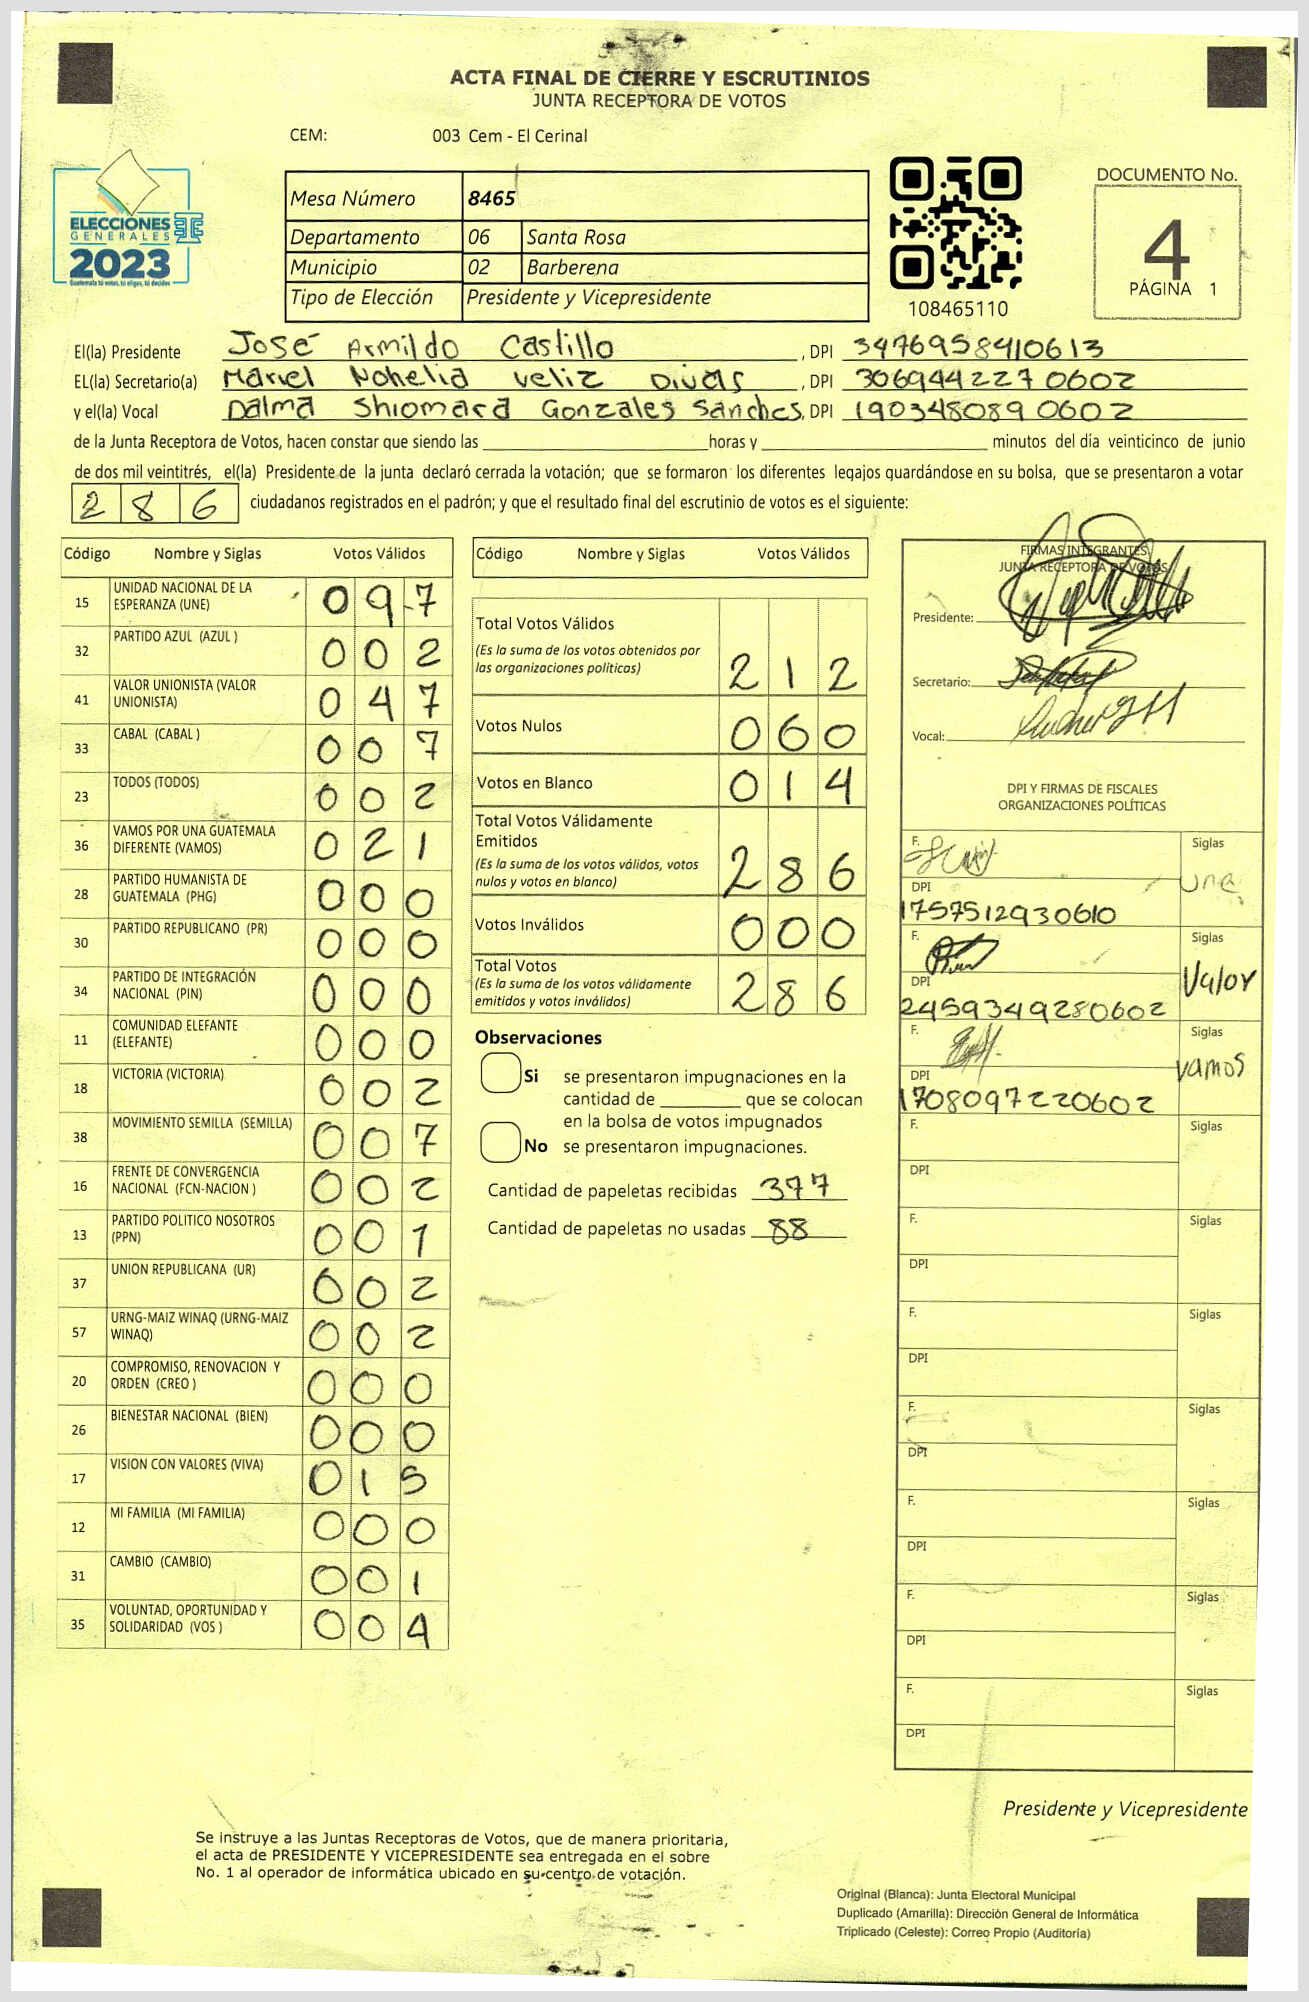 ACTA FINAL DE CIERRE Y ESCRUTINIOS
JUNTA RECEPTORA DE VOTOS
CEM: 003 Cem - El Cerinal
ELECCIONES
GENERALES
2023
Guatemala tú votas, tú eliges, tú decides
Mesa Número 8465
Departamento 06 Santa Rosa
Municipio 02 Barberena
Tipo de Elección Presidente y Vicepresidente
108465110
DOCUMENTO No.
4
PÁGINA 1
El(la) Presidente José Armildo Castillo, DPI 3476958410613
EL(la) Secretario(a) Mariel Nohelia Veliz Divas, DPI 3069442270602
y el(la) Vocal Dalma Shiomara Gonzales Sanches, DPI 1903480890602
de la Junta Receptora de Votos, hacen constar que siendo las ________ horas y ________ minutos del día veinticinco de junio
de dos mil veintitrés, el(la) Presidente de la junta declaró cerrada la votación; que se formaron los diferentes legajos guardándose en su bolsa, que se presentaron a votar
286 ciudadanos registrados en el padrón; y que el resultado final del escrutinio de votos es el siguiente:
Código Nombre y Siglas Votos Válidos
15 UNIDAD NACIONAL DE LA ESPERANZA (UNE) 097
32 PARTIDO AZUL (AZUL ) 002
41 VALOR UNIONISTA (VALOR UNIONISTA) 047
33 CABAL (CABAL ) 007
23 TODOS (TODOS) 002
36 VAMOS POR UNA GUATEMALA DIFERENTE (VAMOS) 021
28 PARTIDO HUMANISTA DE GUATEMALA (PHG) 000
30 PARTIDO REPUBLICANO (PR) 000
34 PARTIDO DE INTEGRACIÓN NACIONAL (PIN) 000
11 COMUNIDAD ELEFANTE (ELEFANTE) 000
18 VICTORIA (VICTORIA) 002
38 MOVIMIENTO SEMILLA (SEMILLA) 007
16 FRENTE DE CONVERGENCIA NACIONAL (FCN-NACION ) 002
13 PARTIDO POLITICO NOSOTROS (PPN) 001
37 UNION REPUBLICANA (UR) 002
57 URNG-MAIZ WINAQ (URNG-MAIZ WINAQ) 002
20 COMPROMISO, RENOVACION Y ORDEN (CREO ) 000
26 BIENESTAR NACIONAL (BIEN) 000
17 VISION CON VALORES (VIVA) 015
12 MI FAMILIA (MI FAMILIA) 000
31 CAMBIO (CAMBIO) 001
35 VOLUNTAD, OPORTUNIDAD Y SOLIDARIDAD (VOS ) 004
Código Nombre y Siglas Votos Válidos
Total Votos Válidos
(Es la suma de los votos obtenidos por
las organizaciones políticas) 212
Votos Nulos 060
Votos en Blanco 014
Total Votos Válidamente
Emitidos
(Es la suma de los votos válidos, votos
nulos y votos en blanco) 286
Votos Inválidos 000
Total Votos
(Es la suma de los votos válidamente
emitidos y votos inválidos) 286
Observaciones
Si se presentaron impugnaciones en la
cantidad de ________ que se colocan
en la bolsa de votos impugnados
No se presentaron impugnaciones.
Cantidad de papeletas recibidas 377
Cantidad de papeletas no usadas 88
FIRMAS INTEGRANTES
JUNTA RECEPTORA DE VOTOS
Presidente:
Secretario:
Vocal:
DPI Y FIRMAS DE FISCALES
ORGANIZACIONES POLÍTICAS
F. Siglas
une
DPI
1757512930610
F. Siglas
Valor
DPI
2459349280602
F. Siglas
vamos
DPI
1708097220602
F. Siglas
DPI
F. Siglas
DPI
F. Siglas
DPI
F. Siglas
DPI
F. Siglas
DPI
F. Siglas
DPI
F. Siglas
DPI
Presidente y Vicepresidente
Se instruye a las Juntas Receptoras de Votos, que de manera prioritaria,
el acta de PRESIDENTE Y VICEPRESIDENTE sea entregada en el sobre
No. 1 al operador de informática ubicado en su centro de votación.
Original (Blanca): Junta Electoral Municipal
Duplicado (Amarilla): Dirección General de Informática
Triplicado (Celeste): Correo Propio (Auditoría)